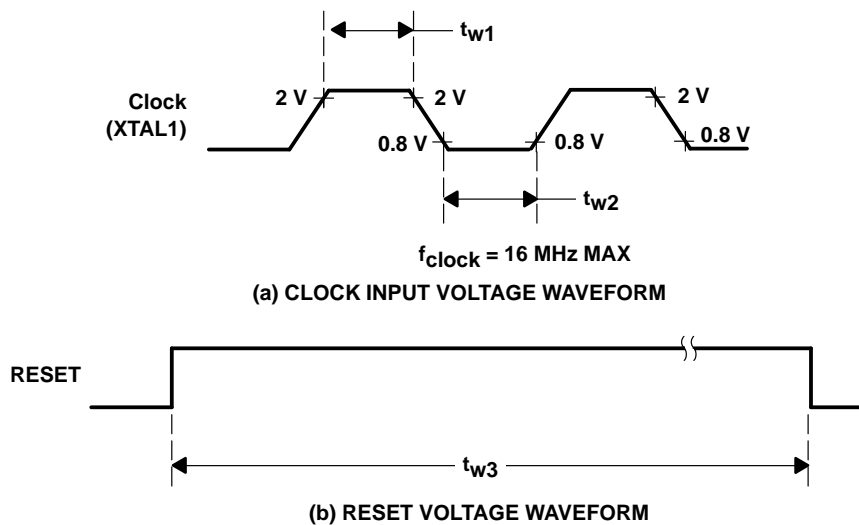 tw1
Clock
(XTAL1)
2 V
2 V
2 V
0.8 V
0.8 V
0.8 V
tw2
fclock = 16 MHz MAX
(a) CLOCK INPUT VOLTAGE WAVEFORM
RESET
tw3
(b) RESET VOLTAGE WAVEFORM